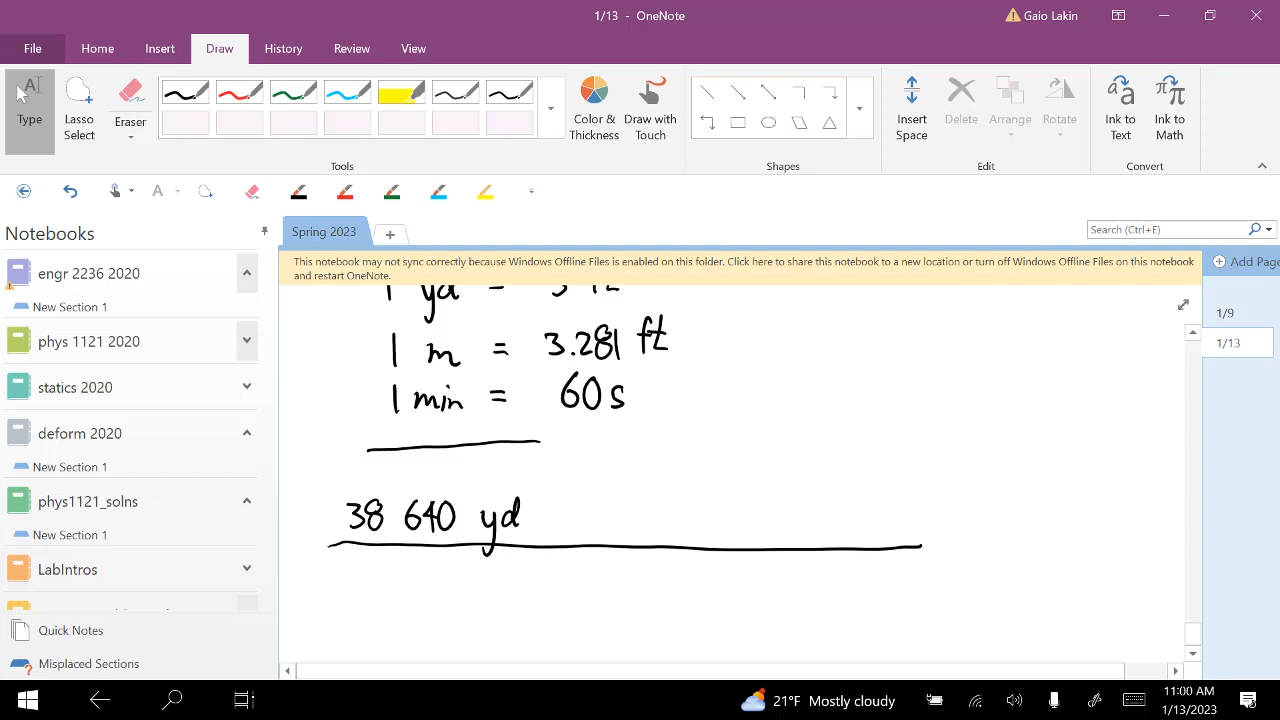 1/13 - OneNote
Gaio Lakin
File Home Insert Draw History Review View
Type
Lasso Select
Eraser
Color & Thickness
Draw with Touch
Insert Space
Delete
Arrange
Rotate
Ink to Text
Ink to Math
Tools
Shapes
Edit
Convert
Notebooks
Spring 2023
Search (Ctrl+E)
This notebook may not sync correctly because Windows Offline Files is enabled on this folder. Click here to share this notebook to a new location or turn off Windows Offline Files on this notebook
and restart OneNote.
Add Page
engr 2236 2020
New Section 1
phys 1121 2020
statics 2020
deform 2020
New Section 1
phys1121_solns
New Section 1
LabIntros
Quick Notes
Misplaced Sections
1/9
1/13
1 yd = 3 ft
1 m = 3.281 ft
1 min = 60 s
38 640 yd
21°F Mostly cloudy
11:00 AM
1/13/2023